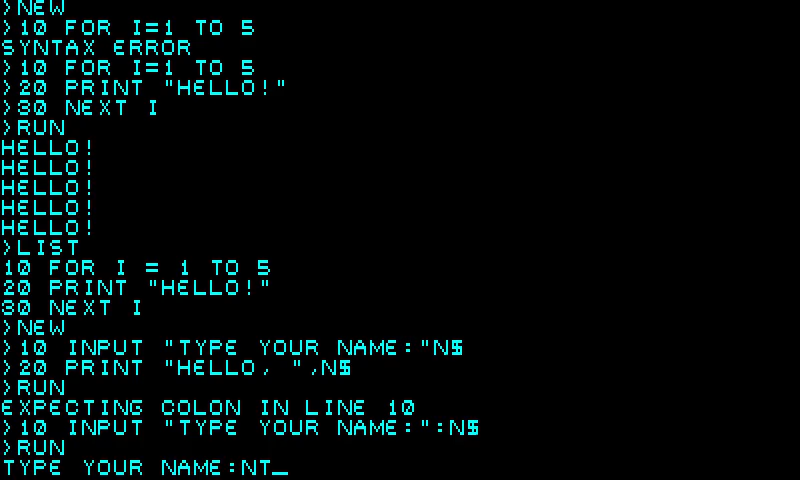 >NEW
>10 FOR I=1 TO 5
SYNTAX ERROR
>10 FOR I=1 TO 5
>20 PRINT "HELLO!"
>30 NEXT I
>RUN
HELLO!
HELLO!
HELLO!
HELLO!
HELLO!
>LIST
10 FOR I = 1 TO 5
20 PRINT "HELLO!"
30 NEXT I
>NEW
>10 INPUT "TYPE YOUR NAME:"N$
>20 PRINT "HELLO, ",N$
>RUN
EXPECTING COLON IN LINE 10
>10 INPUT "TYPE YOUR NAME:":N$
>RUN
TYPE YOUR NAME:NT_